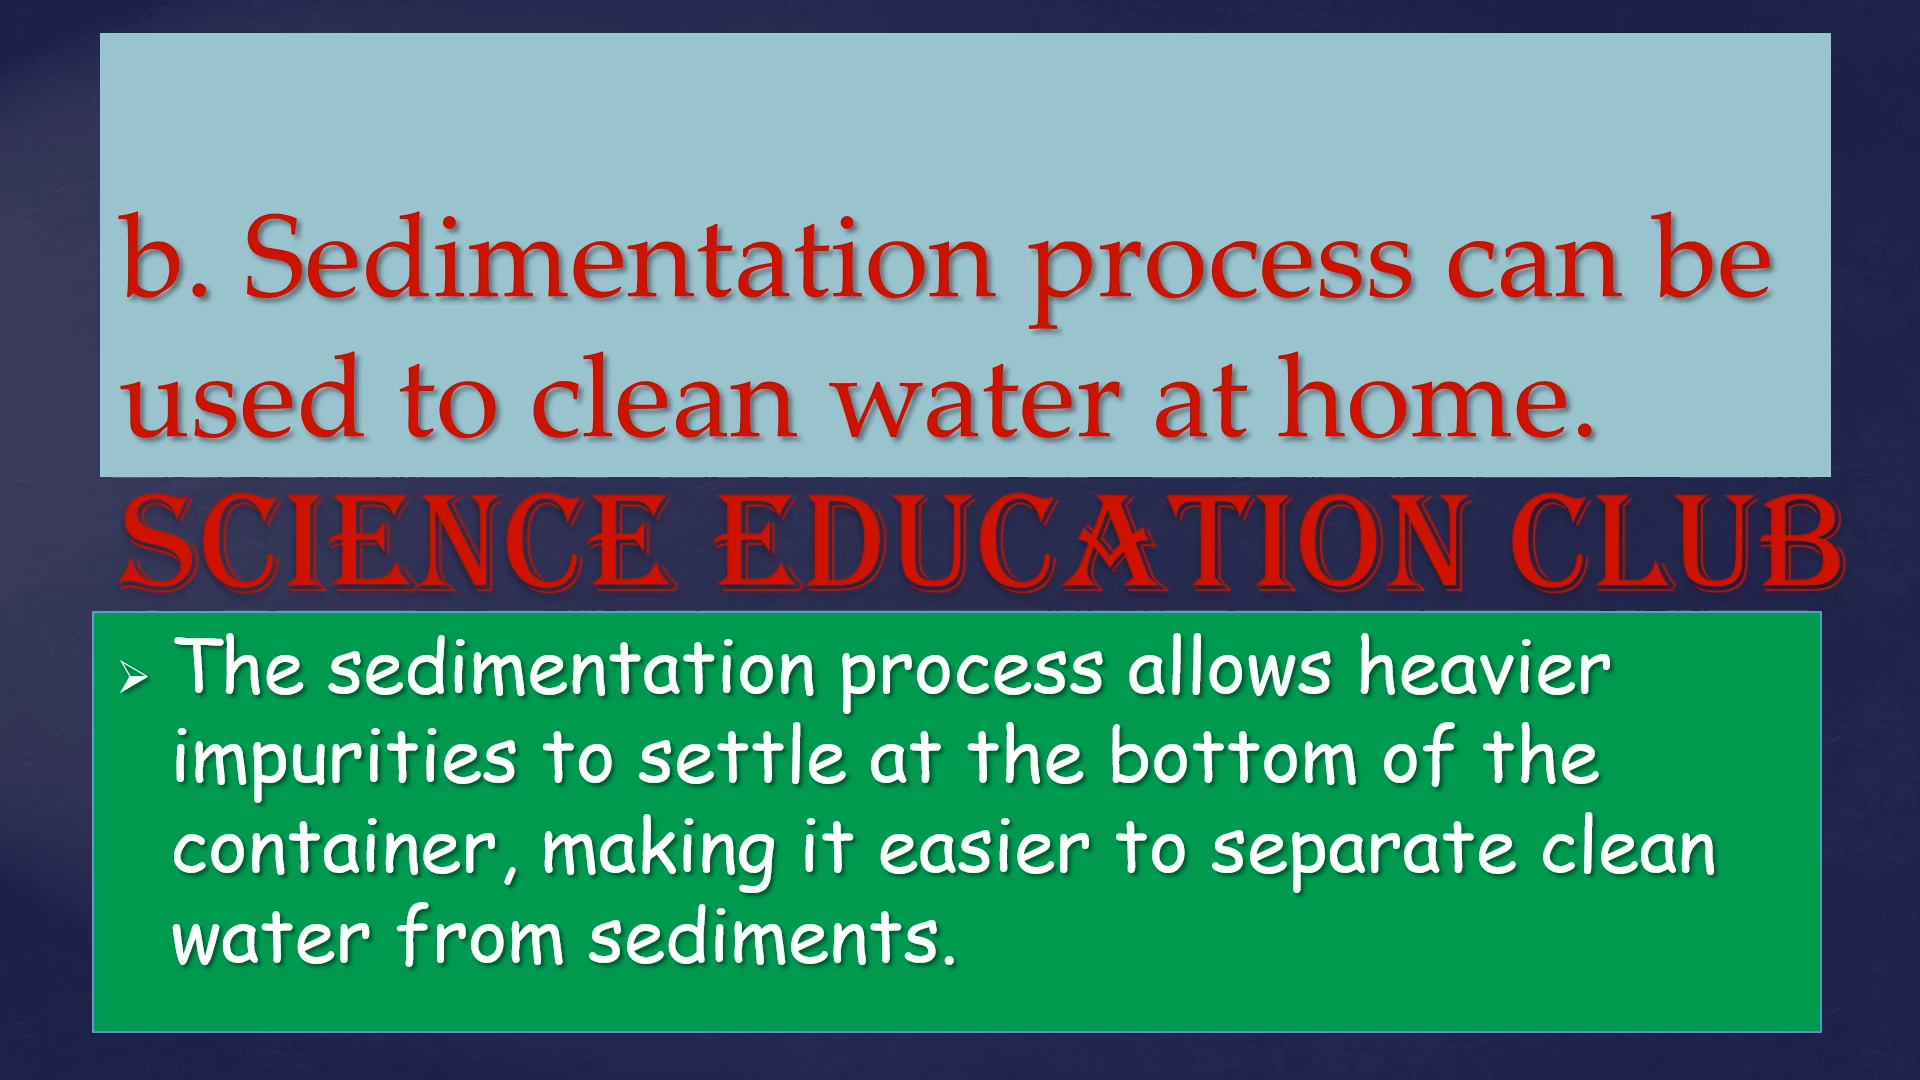 b. Sedimentation process can be
used to clean water at home.
SCIENCE EDUCATION CLUB
➢ The sedimentation process allows heavier
impurities to settle at the bottom of the
container, making it easier to separate clean
water from sediments.